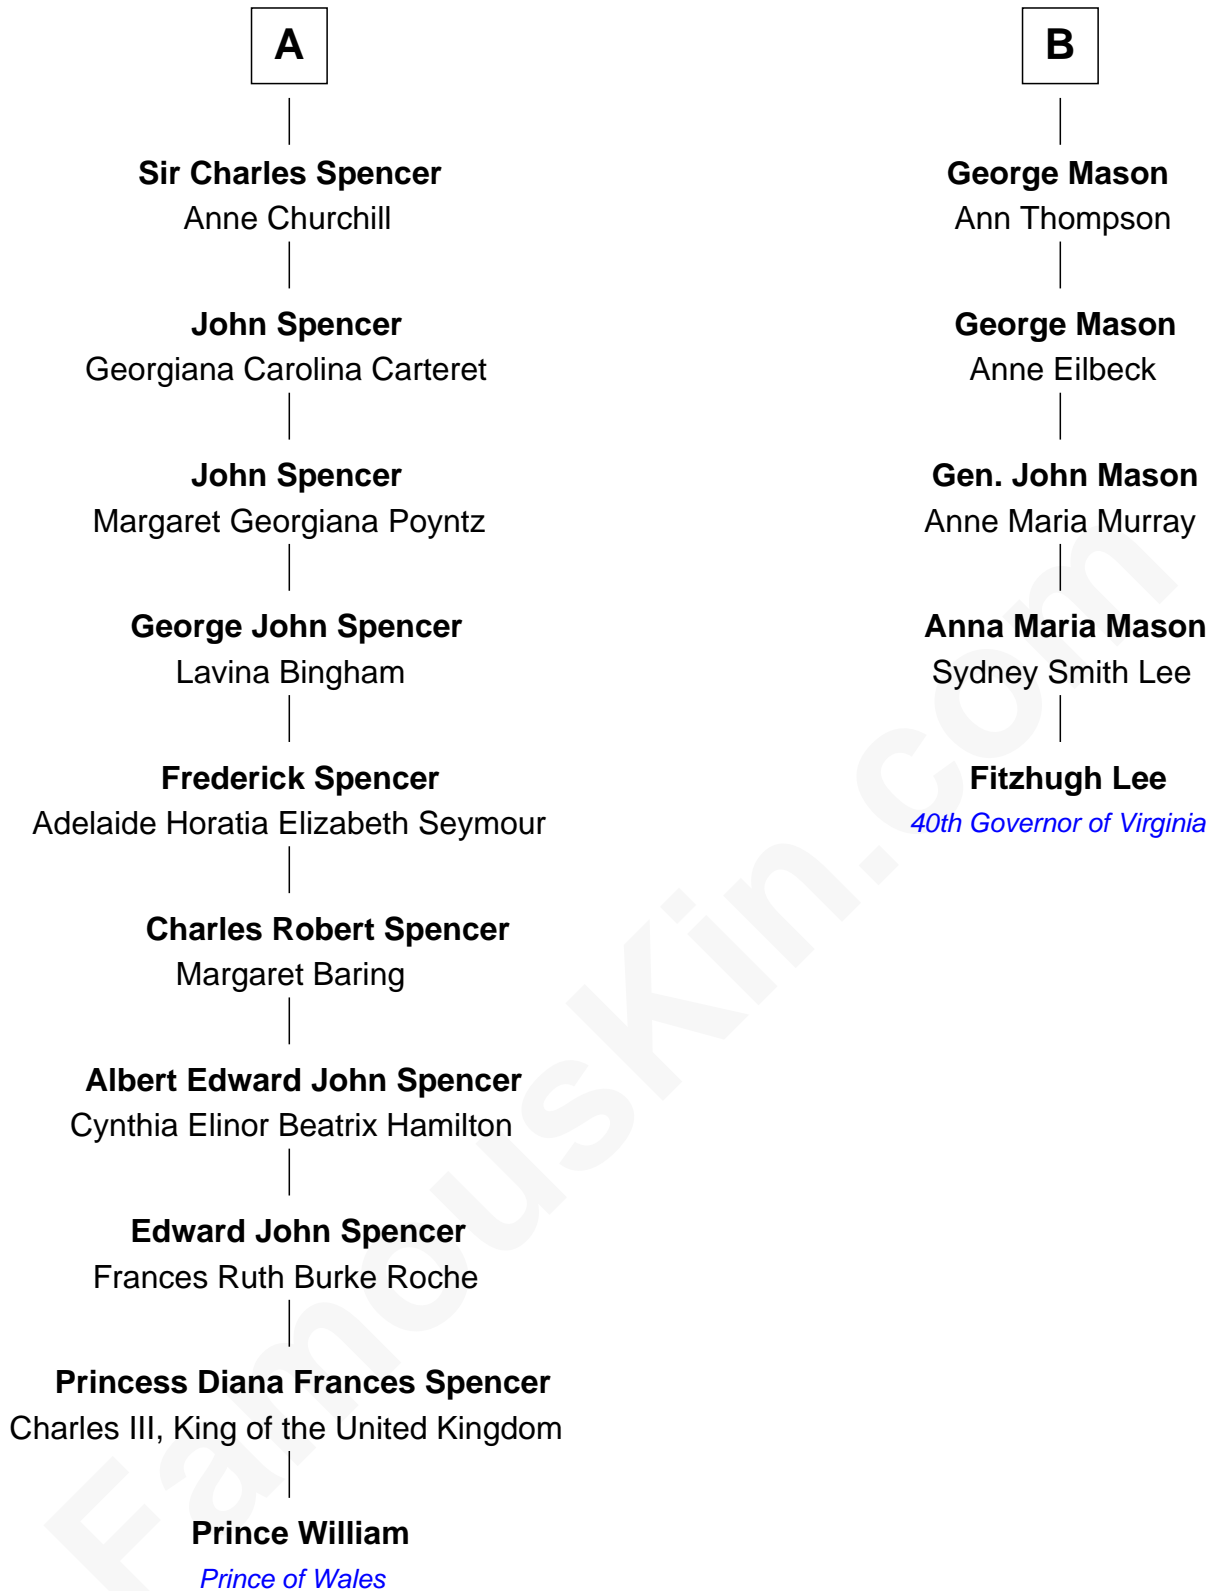 A
Sir Charles Spencer
Anne Churchill
John Spencer
Georgiana Carolina Carteret
John Spencer
Margaret Georgiana Poyntz
George John Spencer
Lavina Bingham
Frederick Spencer
Adelaide Horatia Elizabeth Seymour
Charles Robert Spencer
Margaret Baring
Albert Edward John Spencer
Cynthia Elinor Beatrix Hamilton
Edward John Spencer
Frances Ruth Burke Roche
Princess Diana Frances Spencer
Charles III, King of the United Kingdom
Prince William
Prince of Wales
B
George Mason
Ann Thompson
George Mason
Anne Eilbeck
Gen. John Mason
Anne Maria Murray
Anna Maria Mason
Sydney Smith Lee
Fitzhugh Lee
40th Governor of Virginia
FamousKin.com